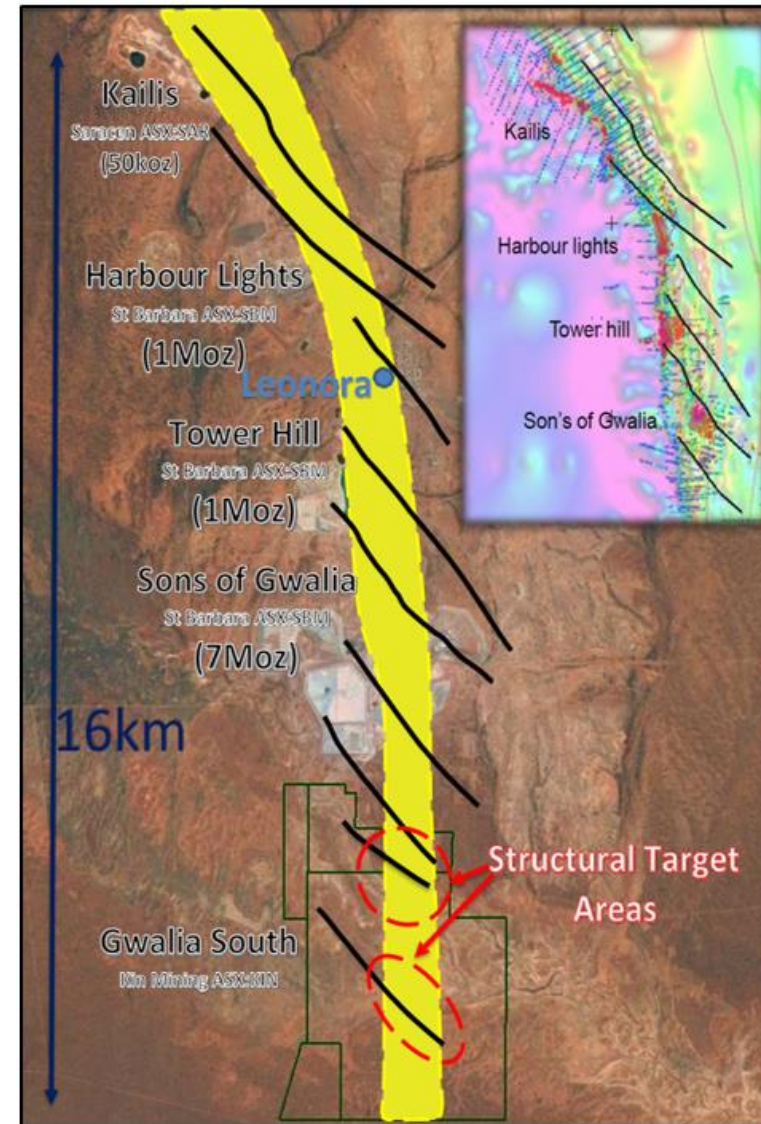 Kailis
Saracen ASX-SAR
(50koz)
Harbour Lights
St Barbara ASX-SBM
(1Moz)
Leonora
Tower Hill
St Barbara ASX-SBM
(1Moz)
Sons of Gwalia
St Barbara ASX-SBM
(7Moz)
16km
Structural Target
Areas
Gwalia South
Kin Mining ASX-KIN
Kailis
Harbour lights
Tower hill
Son's of Gwalia